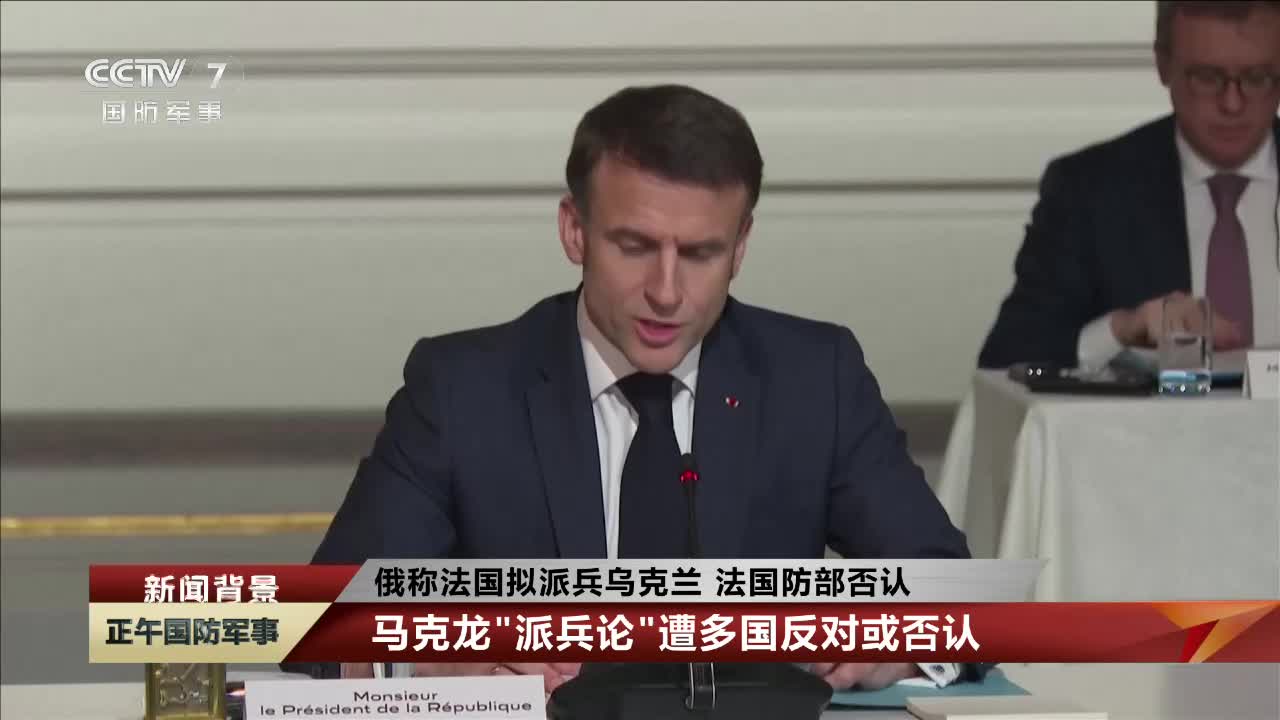 CCTV 7
国防军事
新闻背景
俄称法国拟派兵乌克兰 法国防部否认
正午国防军事
马克龙"派兵论"遭多国反对或否认
Monsieur
le Président de la République